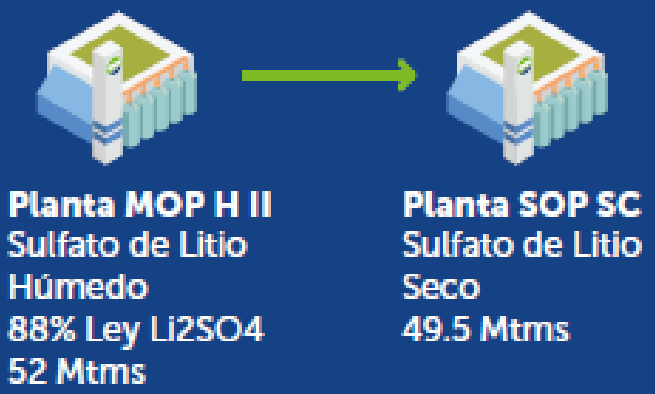 Planta MOP H II
Sulfato de Litio
Húmedo
88% Ley Li2SO4
52 Mtms
Planta SOP SC
Sulfato de Litio
Seco
49.5 Mtms